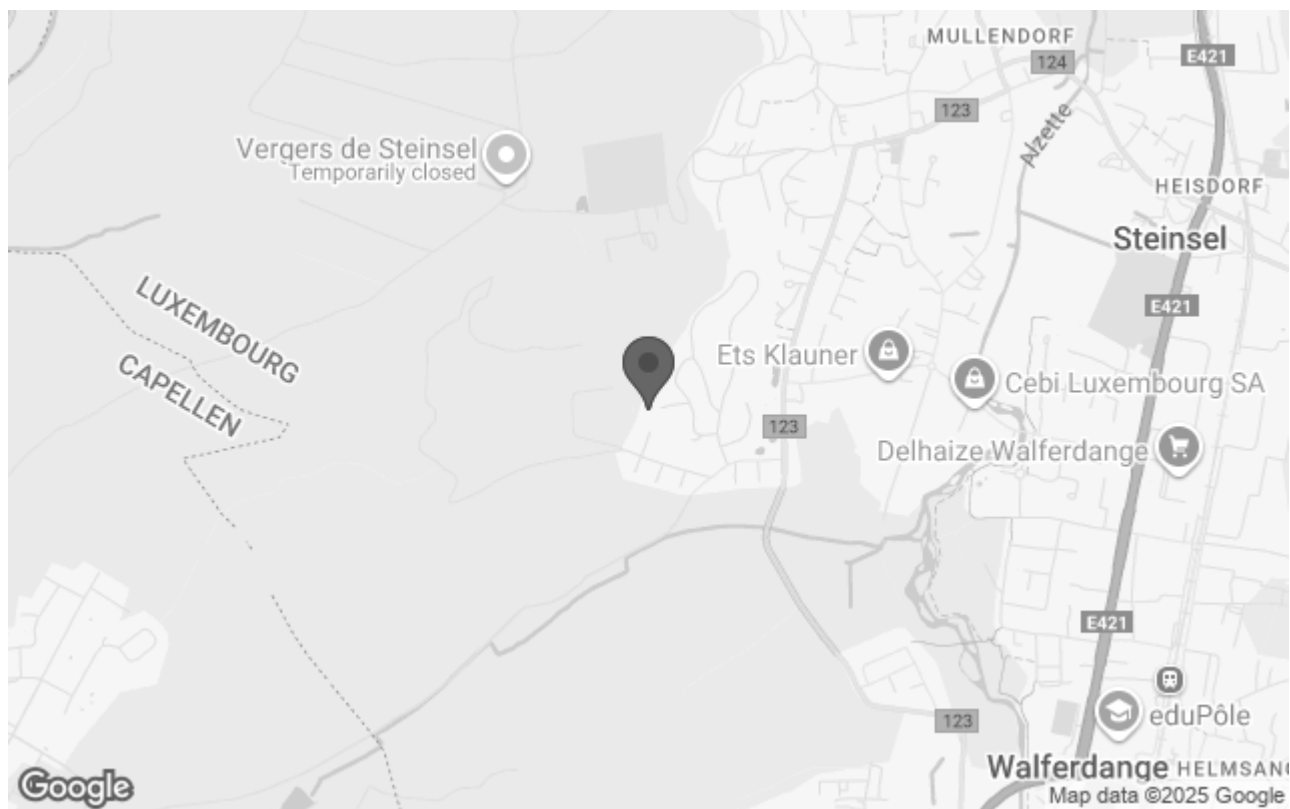 MULLENDORF
E421
124
123
Alzette
Vergers de Steinsel
Temporarily closed
HEISDORF
Steinsel
LUXEMBOURG
CAPELLEN
E421
Ets Klauner
Cebi Luxembourg SA
123
Delhaize Walferdange
E421
eduPôle
123
Walferdange
HELMSANG
Google
Map data ©2025 Google